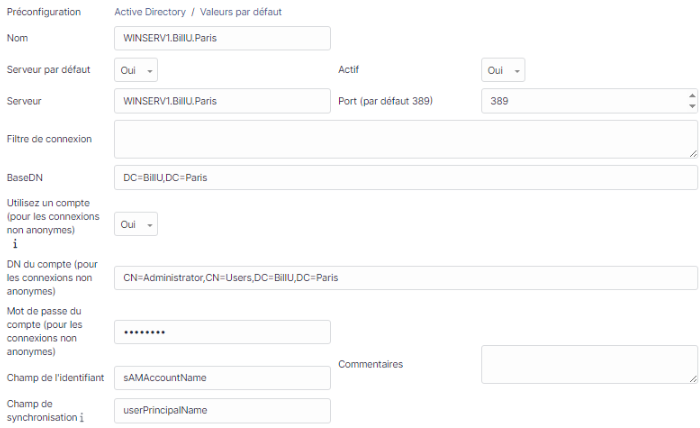 Préconfiguration Active Directory / Valeurs par défaut
Nom WINSERV1.BillU.Paris
Serveur par défaut Oui Actif Oui
Serveur WINSERV1.BillU.Paris Port (par défaut 389) 389
Filtre de connexion
BaseDN DC=BillU,DC=Paris
Utilisez un compte
(pour les connexions
non anonymes) Oui
i
DN du compte (pour
les connexions non CN=Administrator,CN=Users,DC=BillU,DC=Paris
anonymes)
Mot de passe du
compte (pour les ••••••••
connexions non
anonymes)
Commentaires
Champ de l'identifiant sAMAccountName
Champ de
synchronisation i userPrincipalName